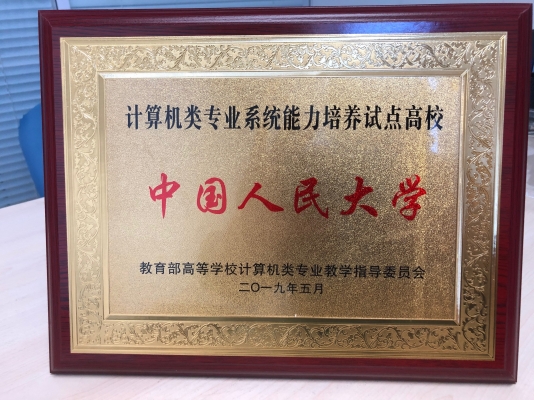 计算机类专业系统能力培养试点高校
中国人民大学
教育部高等学校计算机类专业教学指导委员会
二〇一九年五月